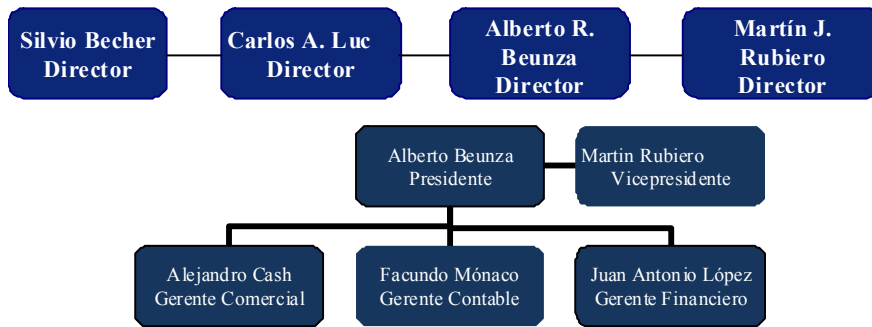 Silvio Becher
Director
Carlos A. Luc
Director
Alberto R.
Beunza
Director
Martín J.
Rubiero
Director
Alberto Beunza
Presidente
Martin Rubiero
Vicepresidente
Alejandro Cash
Gerente Comercial
Facundo Mónaco
Gerente Contable
Juan Antonio López
Gerente Financiero